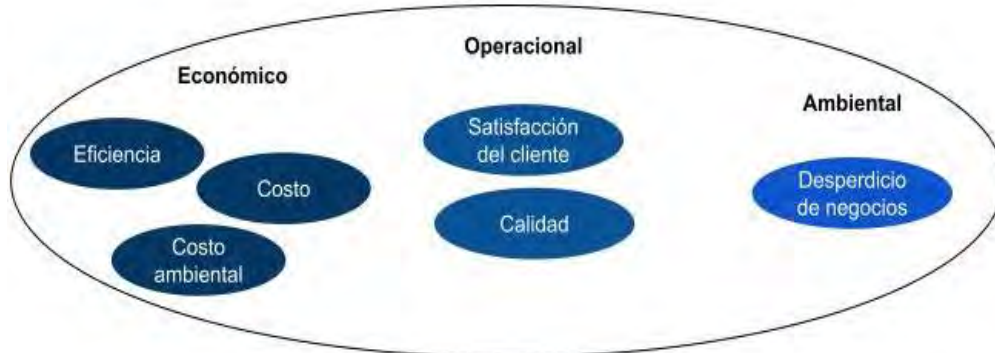 Operacional
Económico
Ambiental
Satisfacción
del cliente
Eficiencia
Costo
Desperdicio
de negocios
Calidad
Costo
ambiental